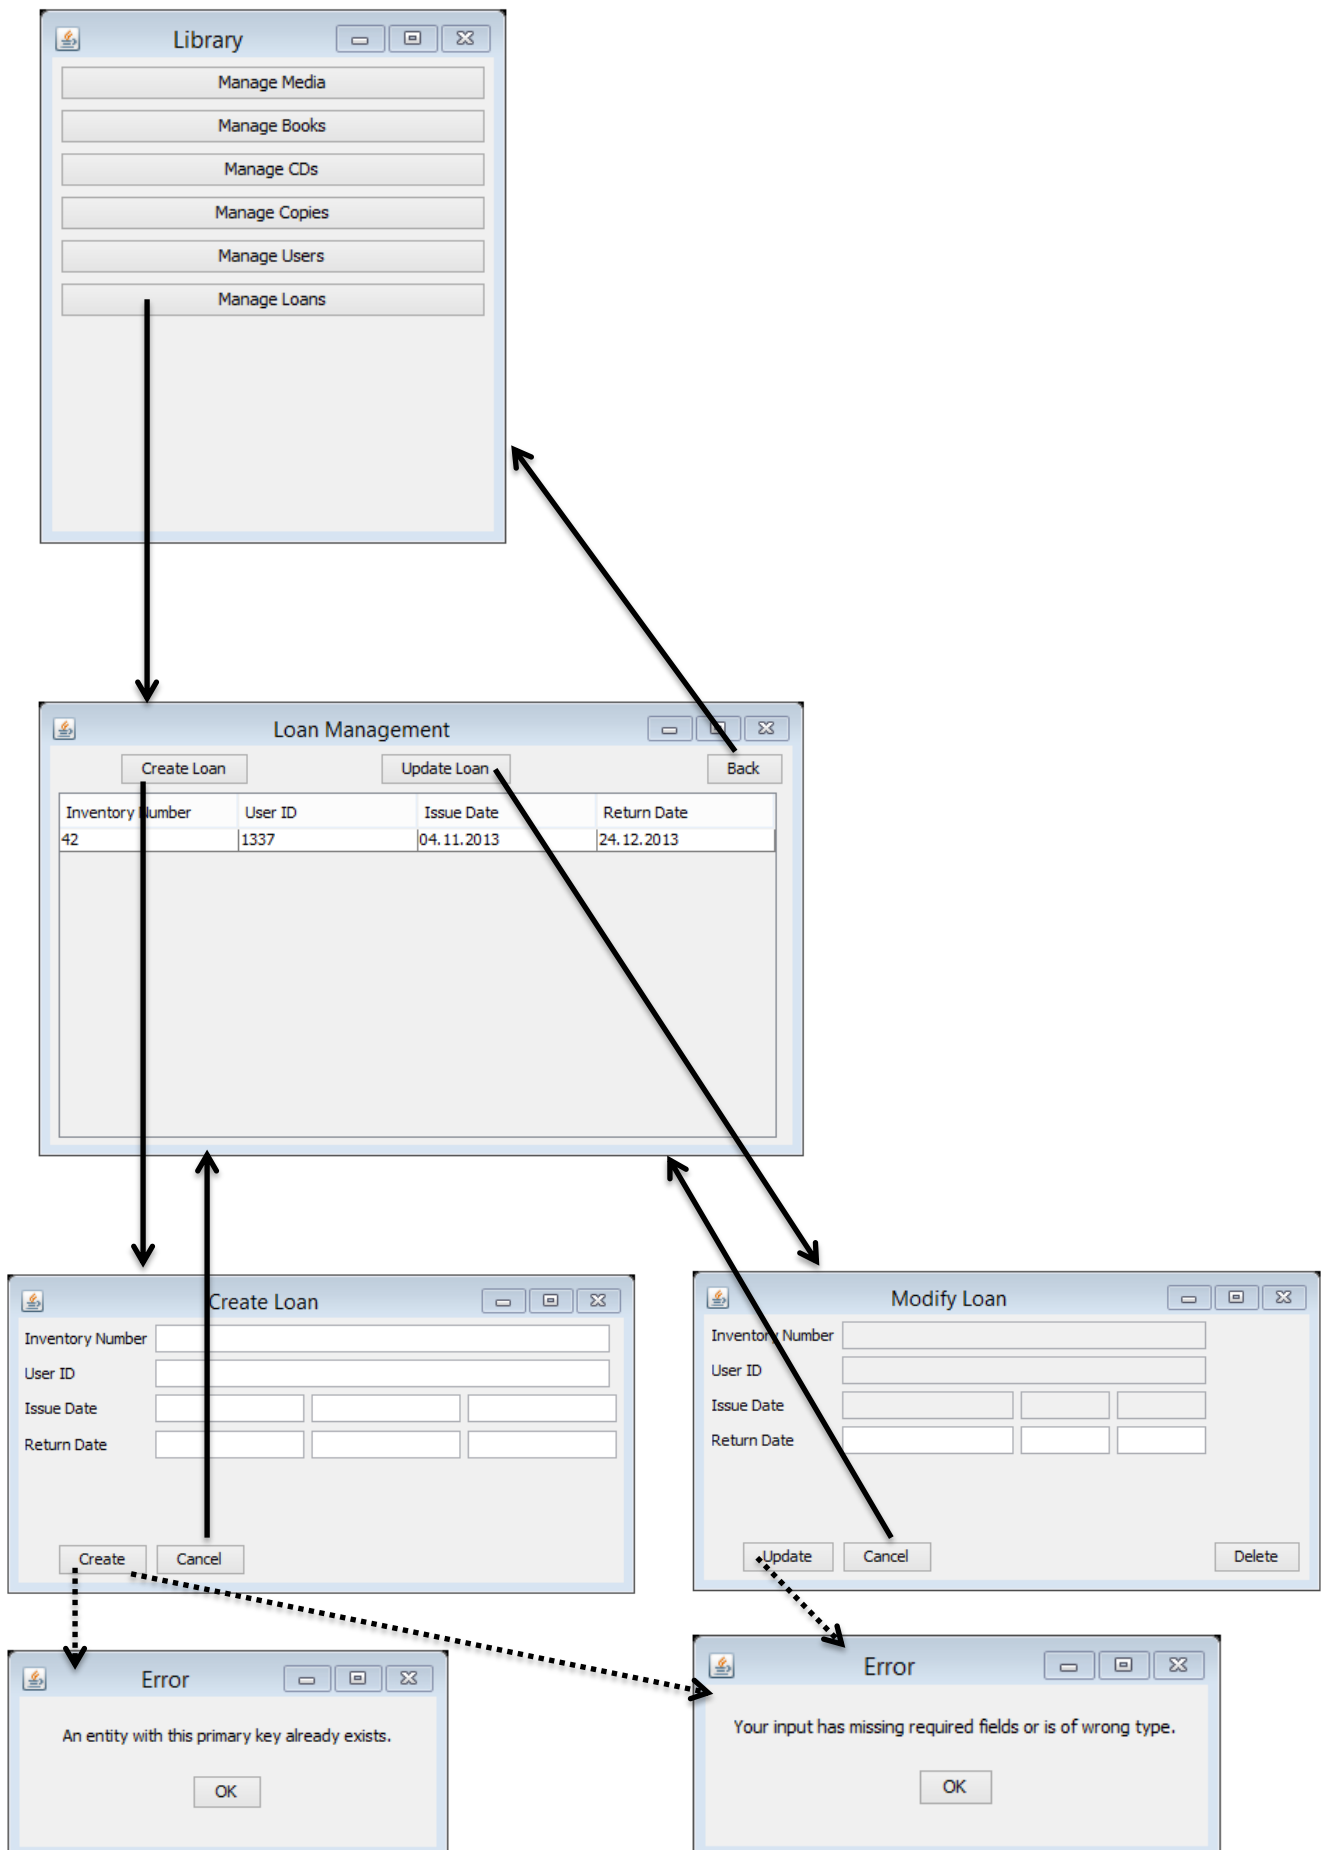 Library
Manage Media
Manage Books
Manage CDs
Manage Copies
Manage Users
Manage Loans
Loan Management
Create Loan Update Loan Back
Inventory Number User ID Issue Date Return Date
42 1337 04.11.2013 24.12.2013
Create Loan
Inventory Number
User ID
Issue Date
Return Date
Create Cancel
Modify Loan
Inventory Number
User ID
Issue Date
Return Date
Update Cancel Delete
Error
An entity with this primary key already exists.
OK
Error
Your input has missing required fields or is of wrong type.
OK